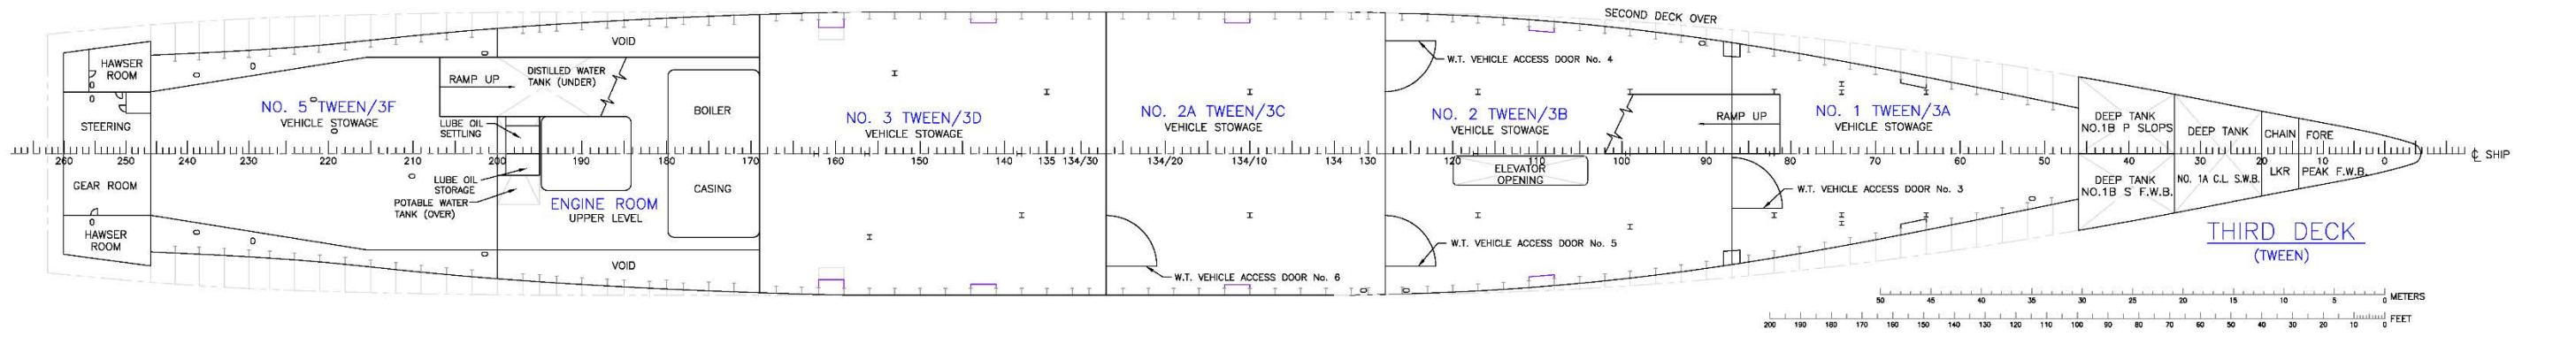 SECOND DECK OVER
HAWSER
ROOM
VOID
RAMP UP
DISTILLED WATER
TANK (UNDER)
W.T. VEHICLE ACCESS DOOR No. 4
NO. 5 TWEEN/3F
VEHICLE STOWAGE
BOILER
NO. 3 TWEEN/3D
VEHICLE STOWAGE
NO. 2A TWEEN/3C
VEHICLE STOWAGE
NO. 2 TWEEN/3B
VEHICLE STOWAGE
RAMP UP
NO. 1 TWEEN/3A
VEHICLE STOWAGE
DEEP TANK
NO.1B P SLOPS
DEEP TANK
CHAIN
FORE
STEERING
LUBE OIL
SETTLING
260 250 240 230 220 210 200 190 180 170 160 150 140 135 134/30 134/20 134/10 134 130 120 110 100 90 80 70 60 50 40 30 20 10 0
℄ SHIP
GEAR ROOM
LUBE OIL
STORAGE
POTABLE WATER
TANK (OVER)
ENGINE ROOM
UPPER LEVEL
CASING
ELEVATOR
OPENING
W.T. VEHICLE ACCESS DOOR No. 3
DEEP TANK
NO.1B S F.W.B.
NO. 1A C.L S.W.B.
LKR
PEAK F.W.B.
HAWSER
ROOM
VOID
W.T. VEHICLE ACCESS DOOR No. 6
W.T. VEHICLE ACCESS DOOR No. 5
THIRD DECK
(TWEEN)
50 45 40 35 30 25 20 15 10 5 0 METERS
200 190 180 170 160 150 140 130 120 110 100 90 80 70 60 50 40 30 20 10 0 FEET